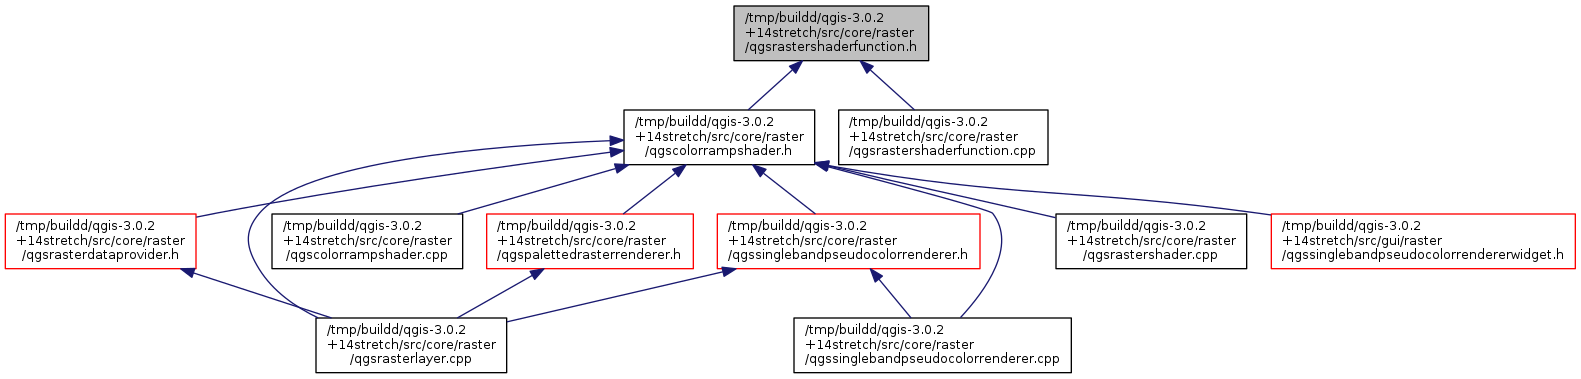 /tmp/buildd/qgis-3.0.2
+14stretch/src/core/raster
/qgsrastershaderfunction.h
/tmp/buildd/qgis-3.0.2
+14stretch/src/core/raster
/qgscolorrampshader.h
/tmp/buildd/qgis-3.0.2
+14stretch/src/core/raster
/qgsrastershaderfunction.cpp
/tmp/buildd/qgis-3.0.2
+14stretch/src/core/raster
/qgsrasterdataprovider.h
/tmp/buildd/qgis-3.0.2
+14stretch/src/core/raster
/qgscolorrampshader.cpp
/tmp/buildd/qgis-3.0.2
+14stretch/src/core/raster
/qgspalettedrasterrenderer.h
/tmp/buildd/qgis-3.0.2
+14stretch/src/core/raster
/qgssinglebandpseudocolorrenderer.h
/tmp/buildd/qgis-3.0.2
+14stretch/src/core/raster
/qgsrastershader.cpp
/tmp/buildd/qgis-3.0.2
+14stretch/src/gui/raster
/qgssinglebandpseudocolorrendererwidget.h
/tmp/buildd/qgis-3.0.2
+14stretch/src/core/raster
/qgsrasterlayer.cpp
/tmp/buildd/qgis-3.0.2
+14stretch/src/core/raster
/qgssinglebandpseudocolorrenderer.cpp